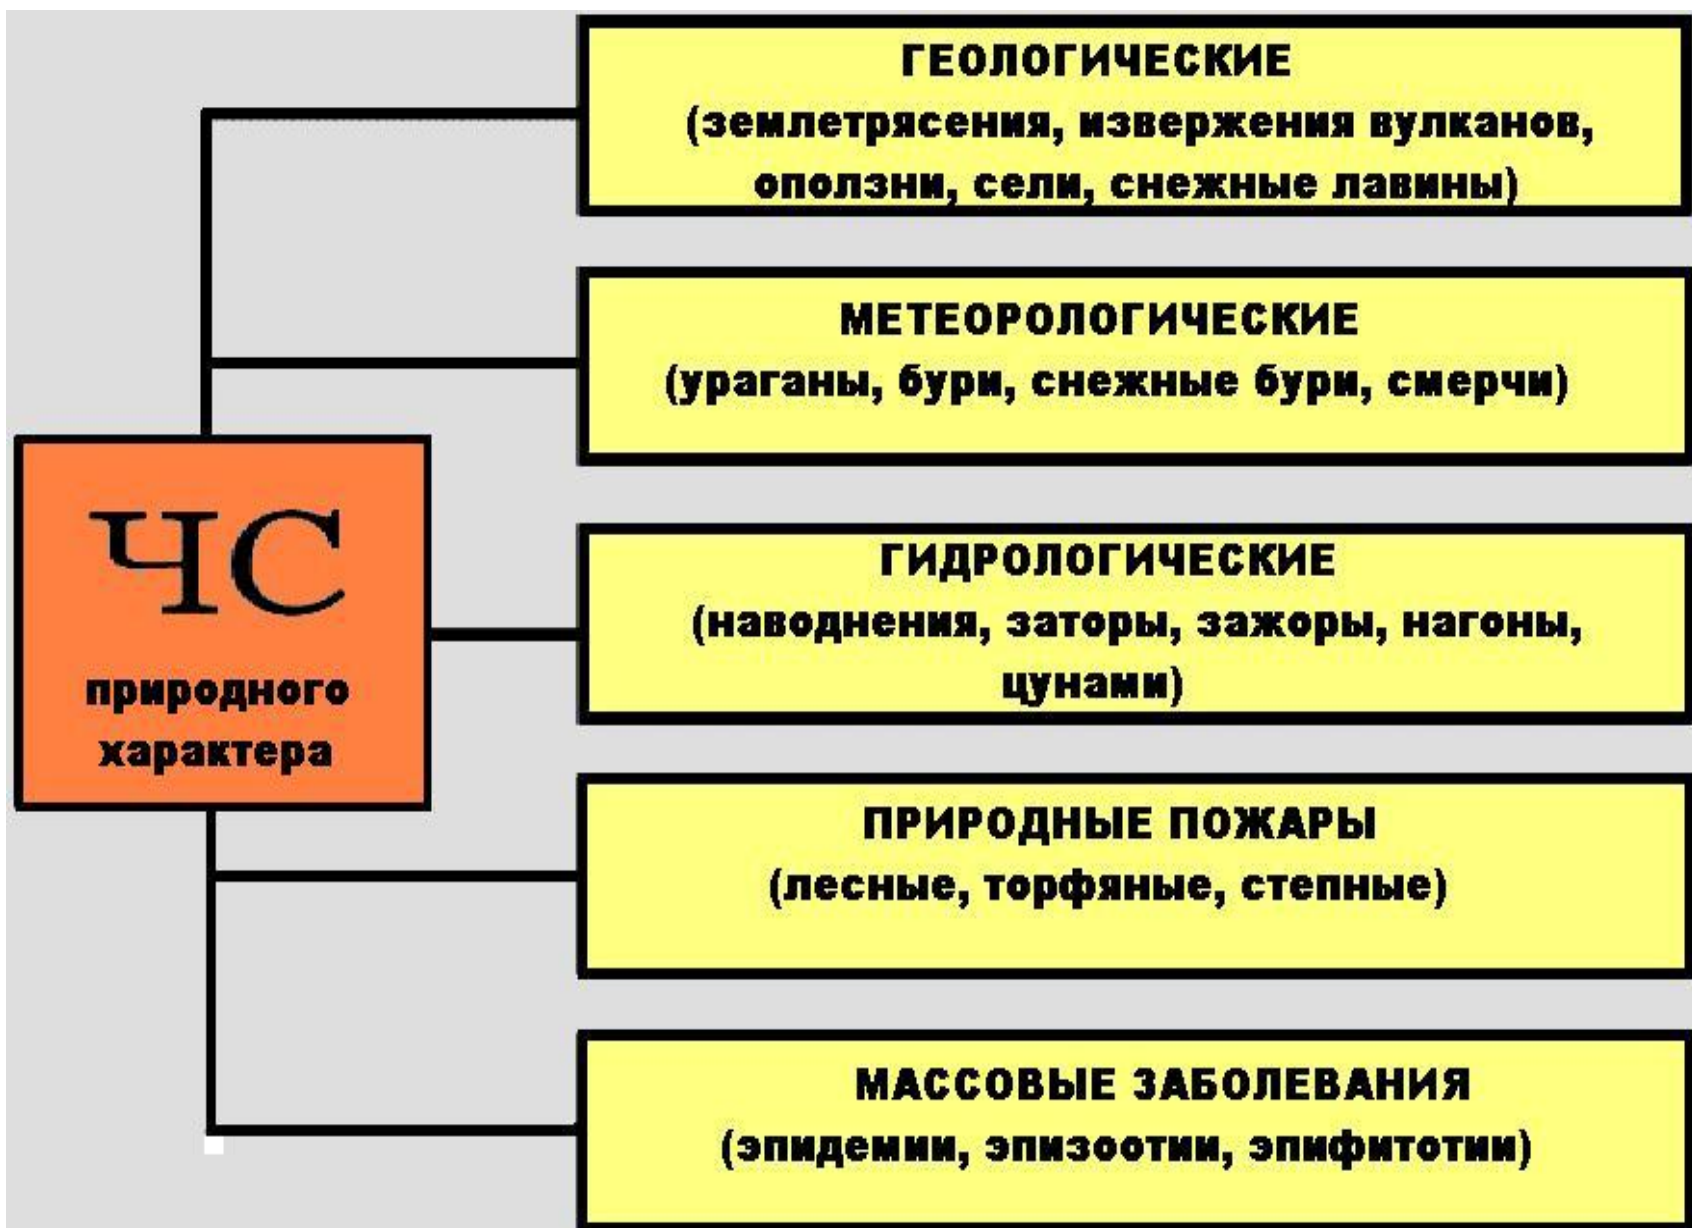 ГЕОЛОГИЧЕСКИЕ
(землетрясения, извержения вулканов,
оползни, сели, снежные лавины)
МЕТЕОРОЛОГИЧЕСКИЕ
(ураганы, бури, снежные бури, смерчи)
ЧС
природного
характера
ГИДРОЛОГИЧЕСКИЕ
(наводнения, заторы, зажоры, нагоны,
цунами)
ПРИРОДНЫЕ ПОЖАРЫ
(лесные, торфяные, степные)
МАССОВЫЕ ЗАБОЛЕВАНИЯ
(эпидемии, эпизоотии, эпифитотии)